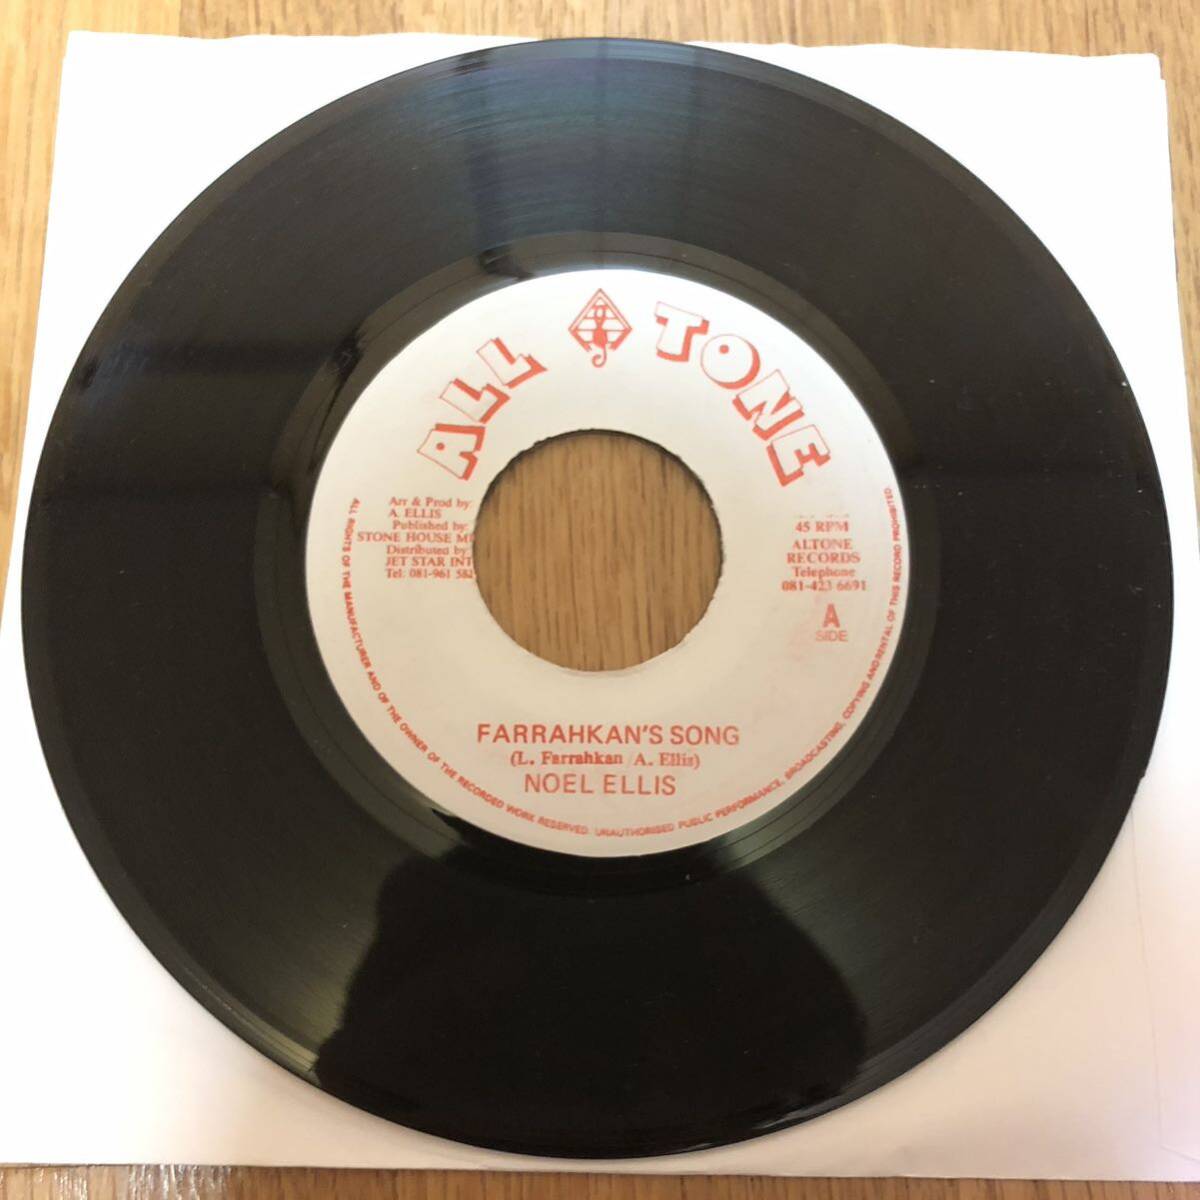 ALL TONE
Arr & Prod by:
A. ELLIS
Published by:
STONE HOUSE
Distributed by
JET STAR INT
Tel: 081-961
45 RPM
ALTONE
RECORDS
Telephone
081-423 6691
A
SIDE
FARRAHKAN'S SONG
(L. Farrahkan /A. Ellis)
NOEL ELLIS
ALL RIGHTS OF THE MANUFACTURER AND OF THE OWNER OF THE RECORDED WORK RESERVED. UNAUTHORISED PUBLIC PERFORMANCE, BROADCASTING, COPYING AND RENTAL OF THIS RECORD PROHIBITED.